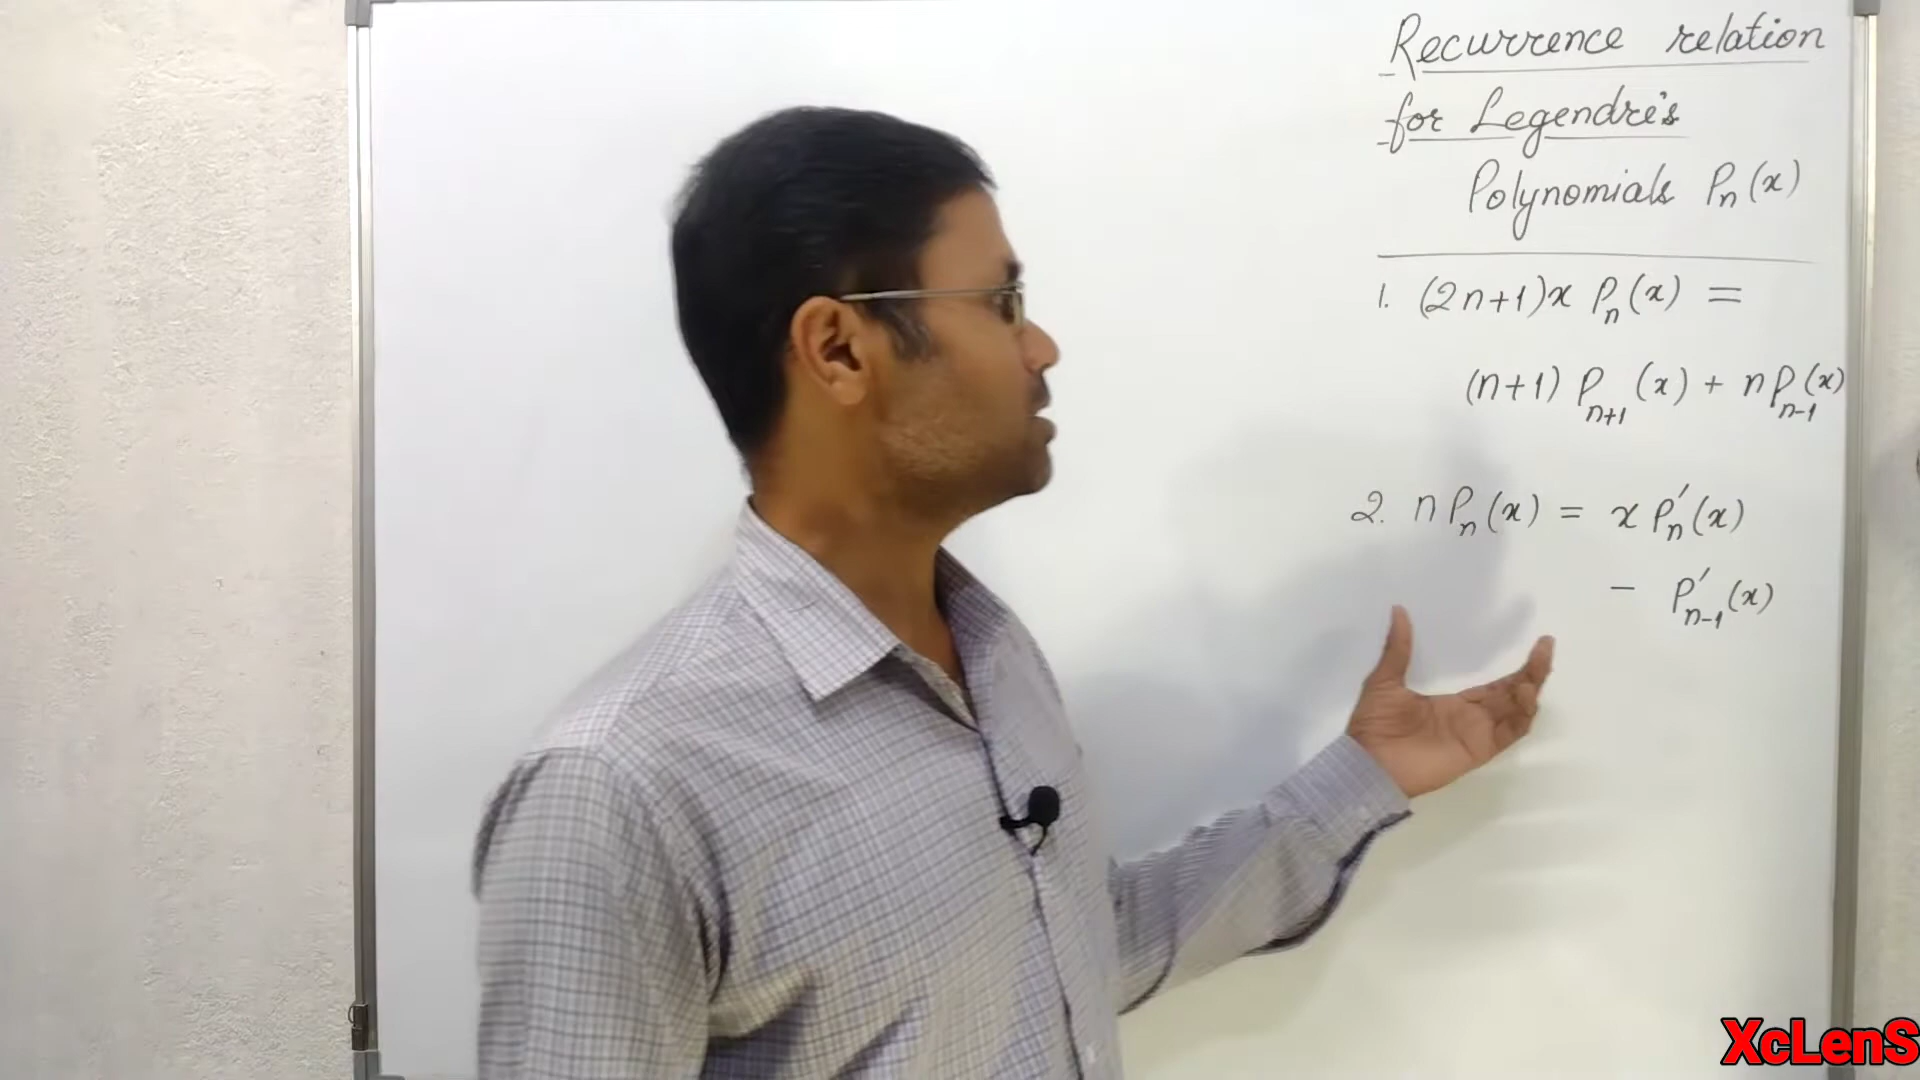 Recurrence relation
for Legendre's
Polynomials Pₙ(x)
1. (2n+1)x Pₙ(x) =
(n+1) Pₙ₊₁(x) + nPₙ₋₁(x)
2. nPₙ(x) = xPₙ′(x)
- P′ₙ₋₁(x)
XcLenS